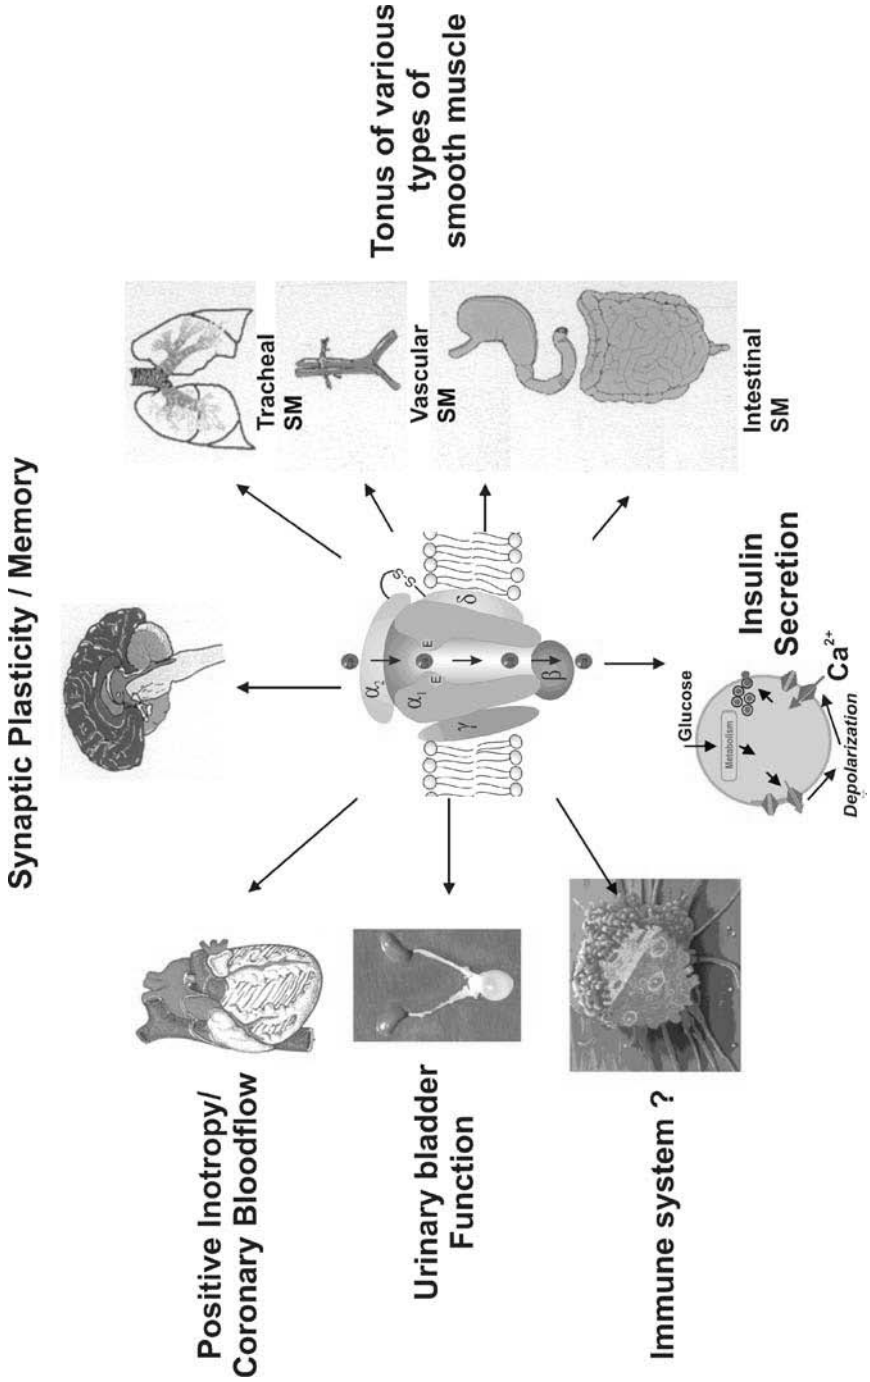 Synaptic Plasticity / Memory
Positive Inotropy/
Coronary Bloodflow
Tracheal
SM
Vascular
SM
Intestinal
SM
Tonus of various
types of
smooth muscle
Urinary bladder
Function
α2
α1
γ
δ
β
S-S
E
E
Immune system ?
Insulin
Secretion
Glucose
Metabolism
Ca2+
Depolarization